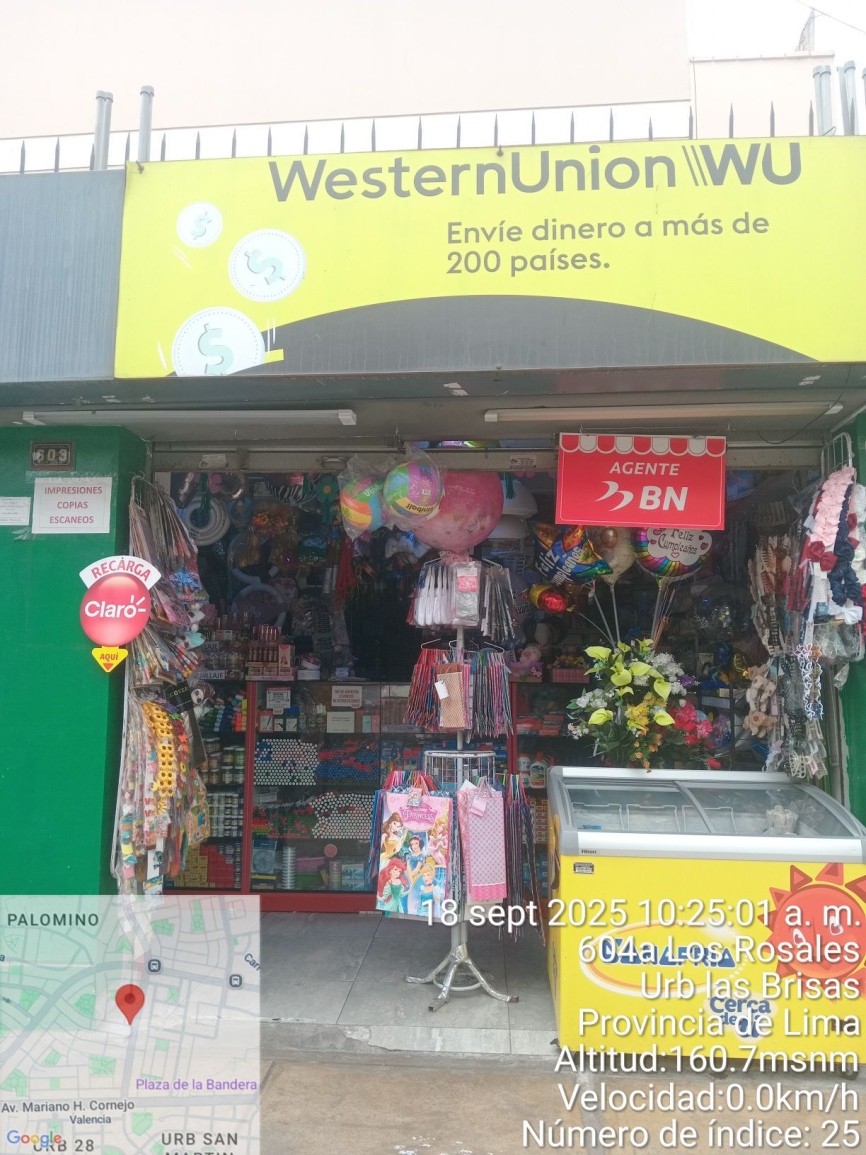 WesternUnion WU
Envíe dinero a más de
200 países.
603
IMPRESIONES
COPIAS
ESCANEOS
RECARGA
Claro
AQUÍ
AGENTE
BN
Feliz
Cumpleaños
PRINCESS
Cerca
de
18 sept 2025 10:25:01 a. m.
604a Los Rosales
Urb las Brisas
Provincia de Lima
Altitud:160.7msnm
Velocidad:0.0km/h
Número de índice: 25
PALOMINO
Plaza de la Bandera
Av. Mariano H. Cornejo
Valencia
Google
URB 28
URB SAN
MARTIN